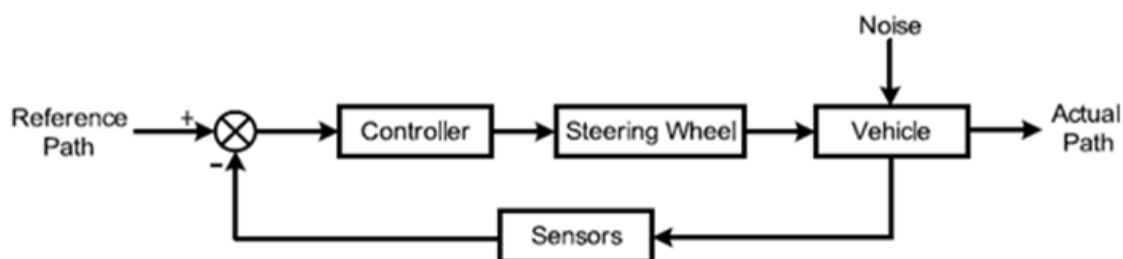 Noise
Reference
Path
+
Controller
Steering Wheel
Vehicle
Actual
Path
-
Sensors